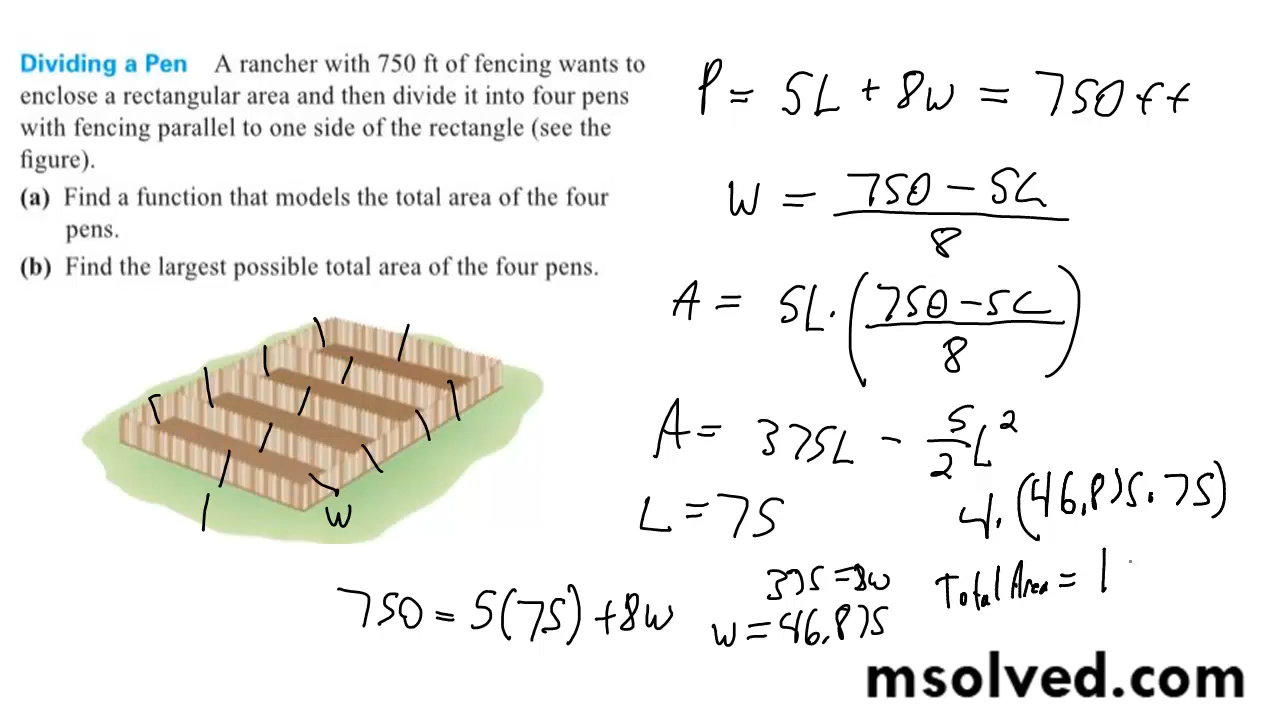 Dividing a Pen A rancher with 750 ft of fencing wants to
enclose a rectangular area and then divide it into four pens
with fencing parallel to one side of the rectangle (see the
figure).
(a) Find a function that models the total area of the four
pens.
(b) Find the largest possible total area of the four pens.
P = 5L + 8w = 750ft
W = (750 - 5L)/8
A = 5L · ((750 - 5L)/8)
A = 375L - 5/2 L²
L = 75
4 · (46.875 · 75)
375 = 8w
Total Area = 1
w
750 = 5(75) + 8w
w = 46.875
msolved.com